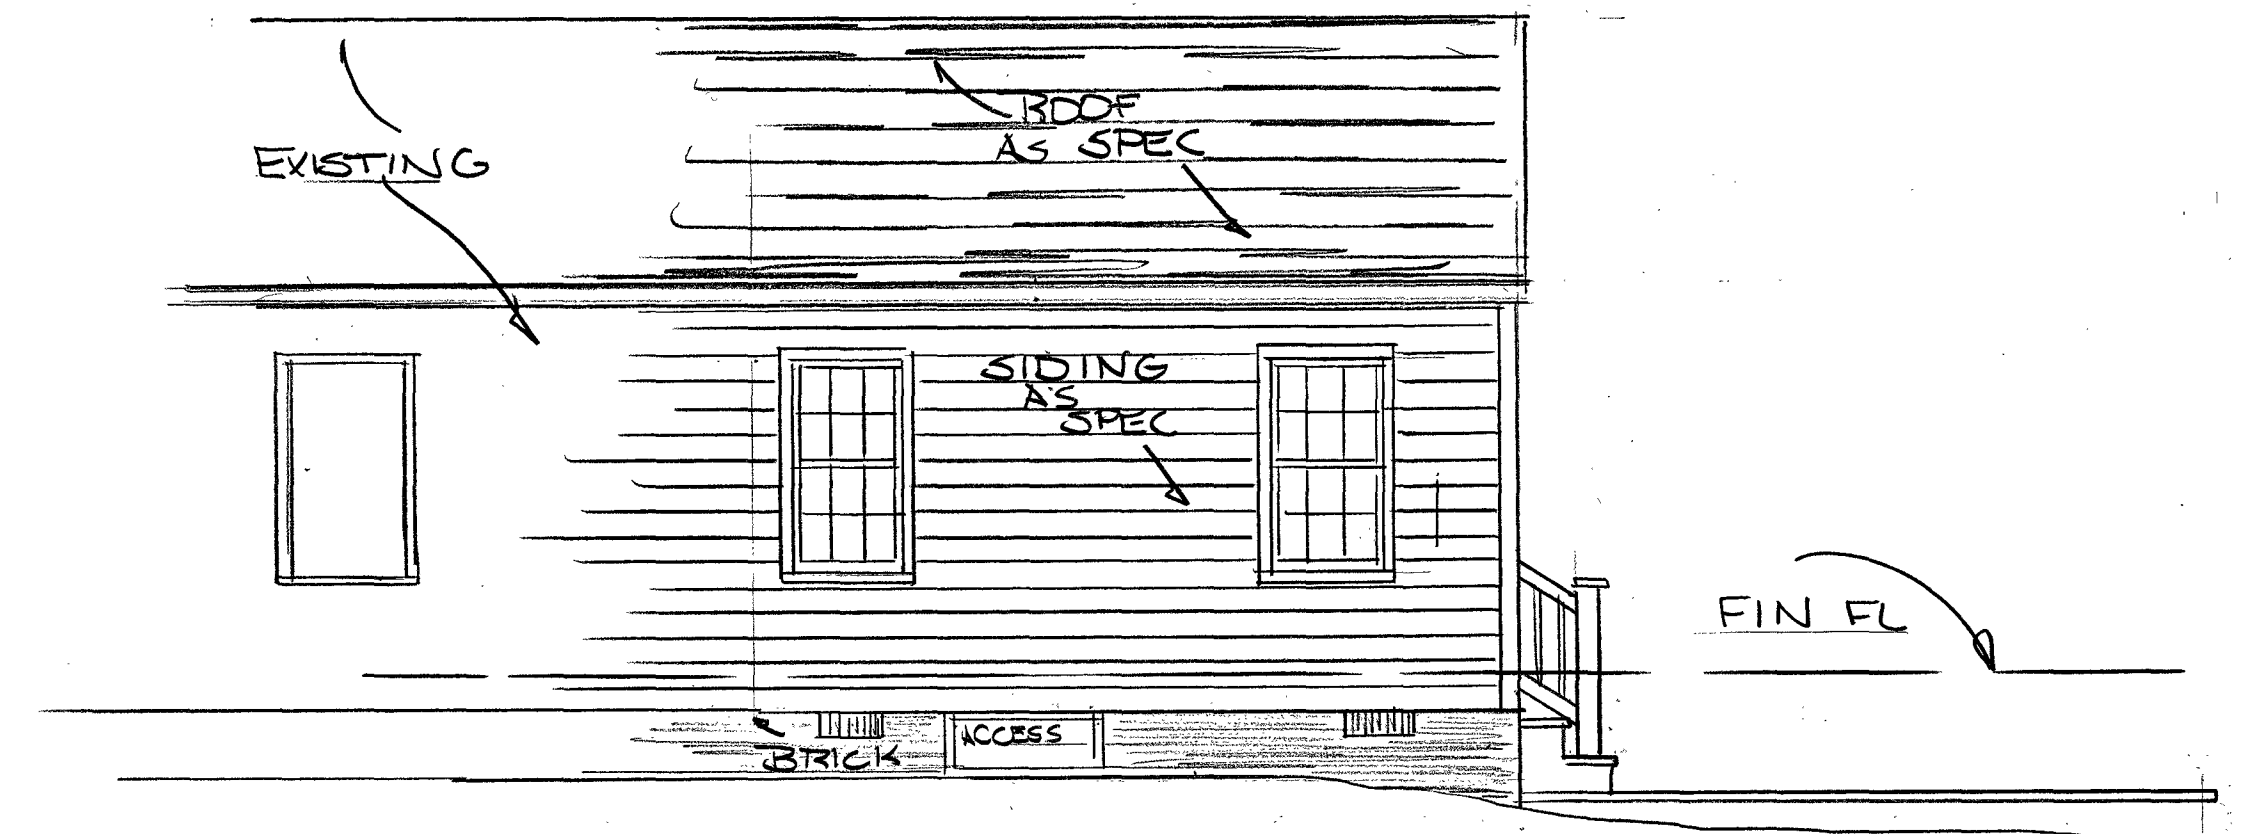 ROOF
AS SPEC
EXISTING
SIDING
AS
SPEC
FIN FL
ACCESS
BRICK